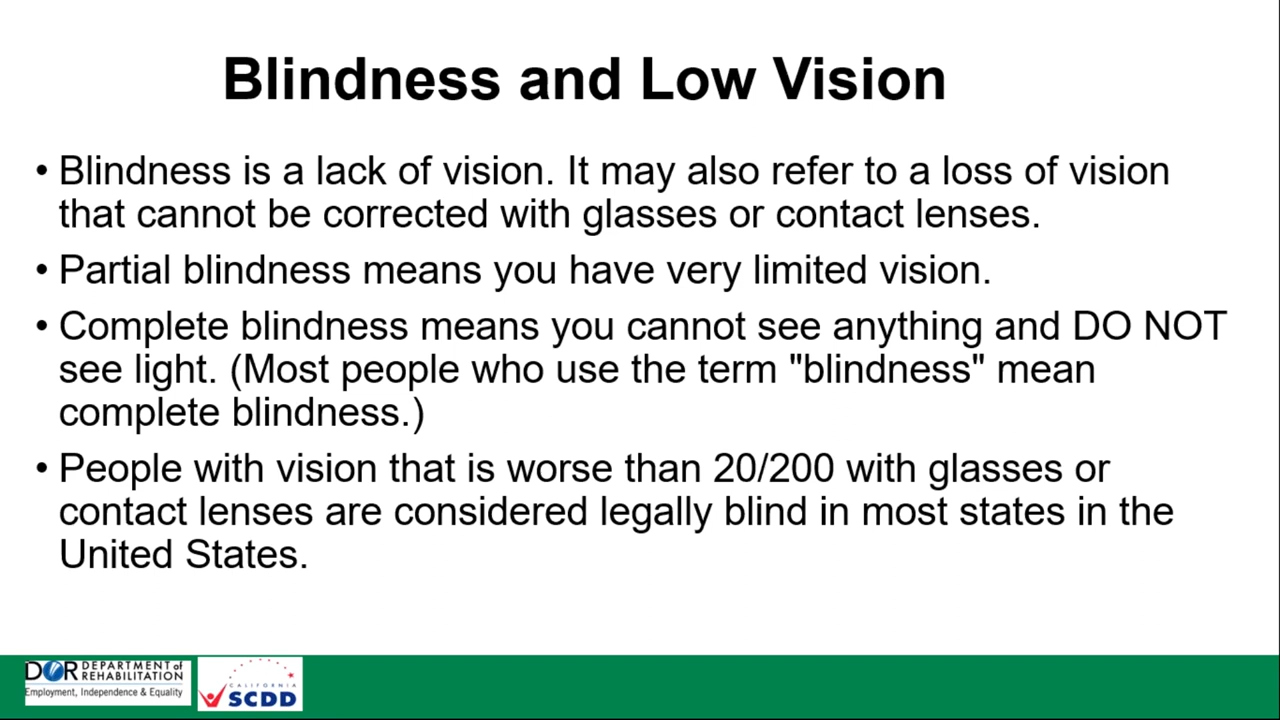 Blindness and Low Vision
• Blindness is a lack of vision. It may also refer to a loss of vision
that cannot be corrected with glasses or contact lenses.
• Partial blindness means you have very limited vision.
• Complete blindness means you cannot see anything and DO NOT
see light. (Most people who use the term "blindness" mean
complete blindness.)
• People with vision that is worse than 20/200 with glasses or
contact lenses are considered legally blind in most states in the
United States.
DOR DEPARTMENT of
REHABILITATION
Employment, Independence & Equality
CALIFORNIA
SCDD